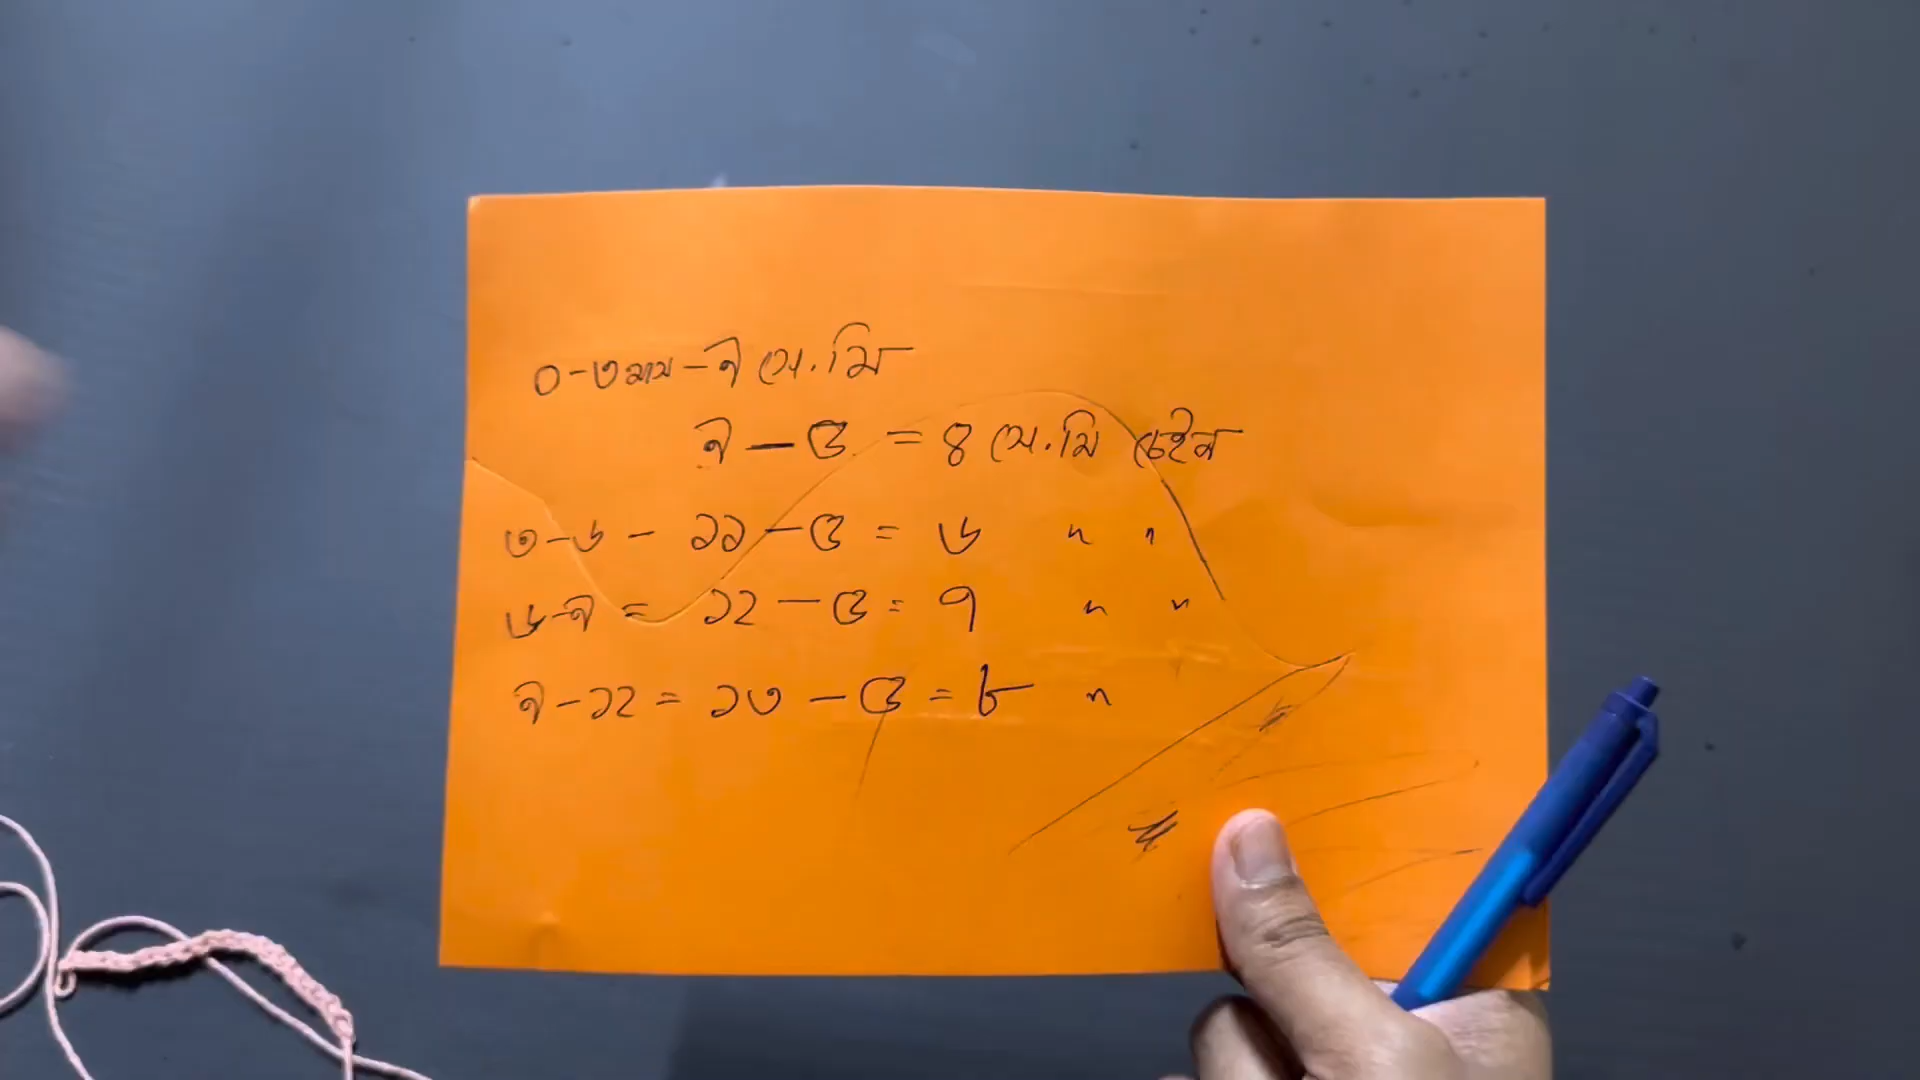 ০-৩ মাস - ৯ সে.মি
৯ - ৫ = ৪ সে.মি চেইন
৩-৬ - ১১ - ৫ = ৬ " "
৬-৯ = ১২ - ৫ = ৭ " "
৯-১২ = ১৩ - ৫ = ৮ "